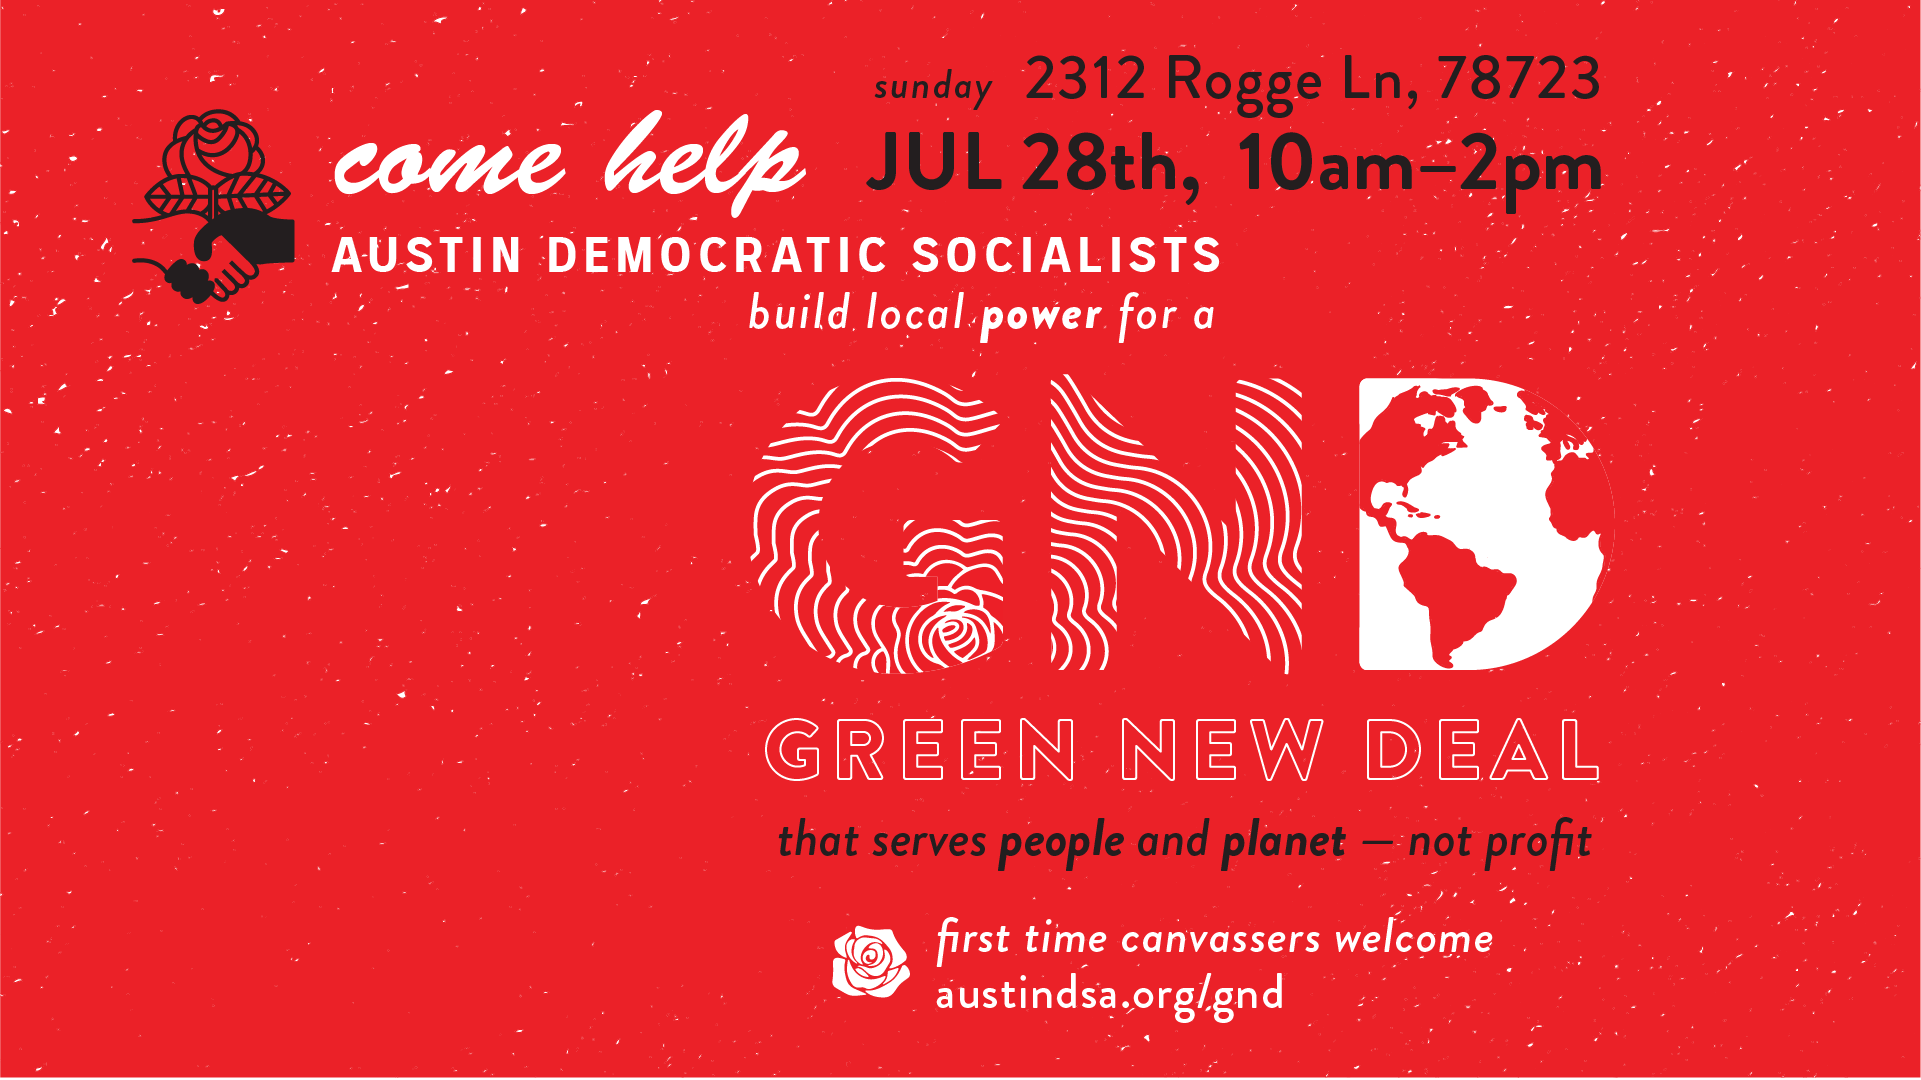 sunday 2312 Rogge Ln, 78723
JUL 28th, 10am–2pm
come help
AUSTIN DEMOCRATIC SOCIALISTS
build local power for a
GND
GREEN NEW DEAL
that serves people and planet — not profit
first time canvassers welcome
austindsa.org/gnd